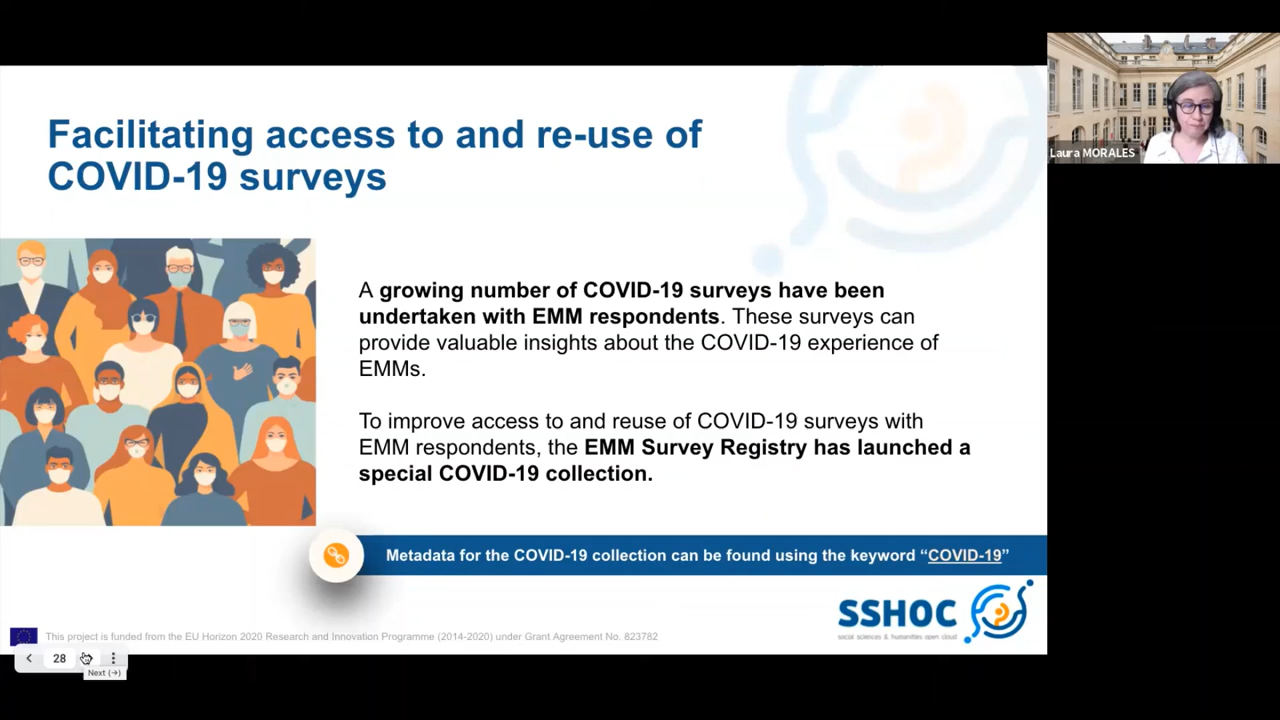 Facilitating access to and re-use of
COVID-19 surveys
Laura MORALES
A growing number of COVID-19 surveys have been
undertaken with EMM respondents. These surveys can
provide valuable insights about the COVID-19 experience of
EMMs.
To improve access to and reuse of COVID-19 surveys with
EMM respondents, the EMM Survey Registry has launched a
special COVID-19 collection.
Metadata for the COVID-19 collection can be found using the keyword “COVID-19”
SSHOC
social sciences & humanities open cloud
This project is funded from the EU Horizon 2020 Research and Innovation Programme (2014-2020) under Grant Agreement No. 823782
28
Next (→)